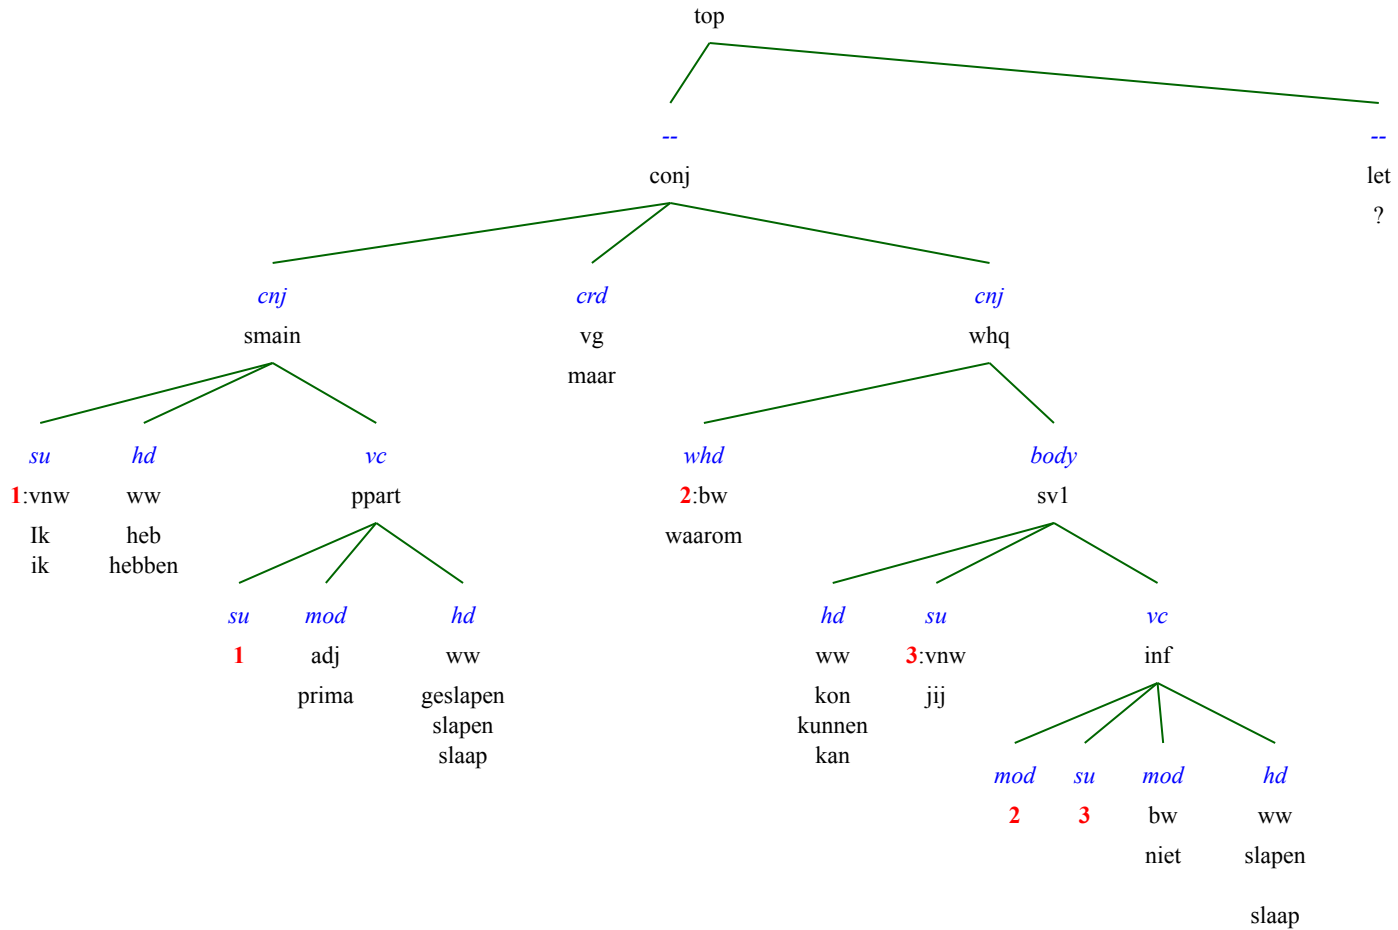 top
-- --
conj let
?
cnj crd cnj
smain vg whq
maar
su hd vc whd body
1:vnw ww ppart 2:bw sv1
Ik heb waarom
ik hebben
su mod hd hd su vc
1 adj ww ww 3:vnw inf
prima geslapen kon jij
slapen kunnen
slaap kan
mod su mod hd
2 3 bw ww
niet slapen
slaap